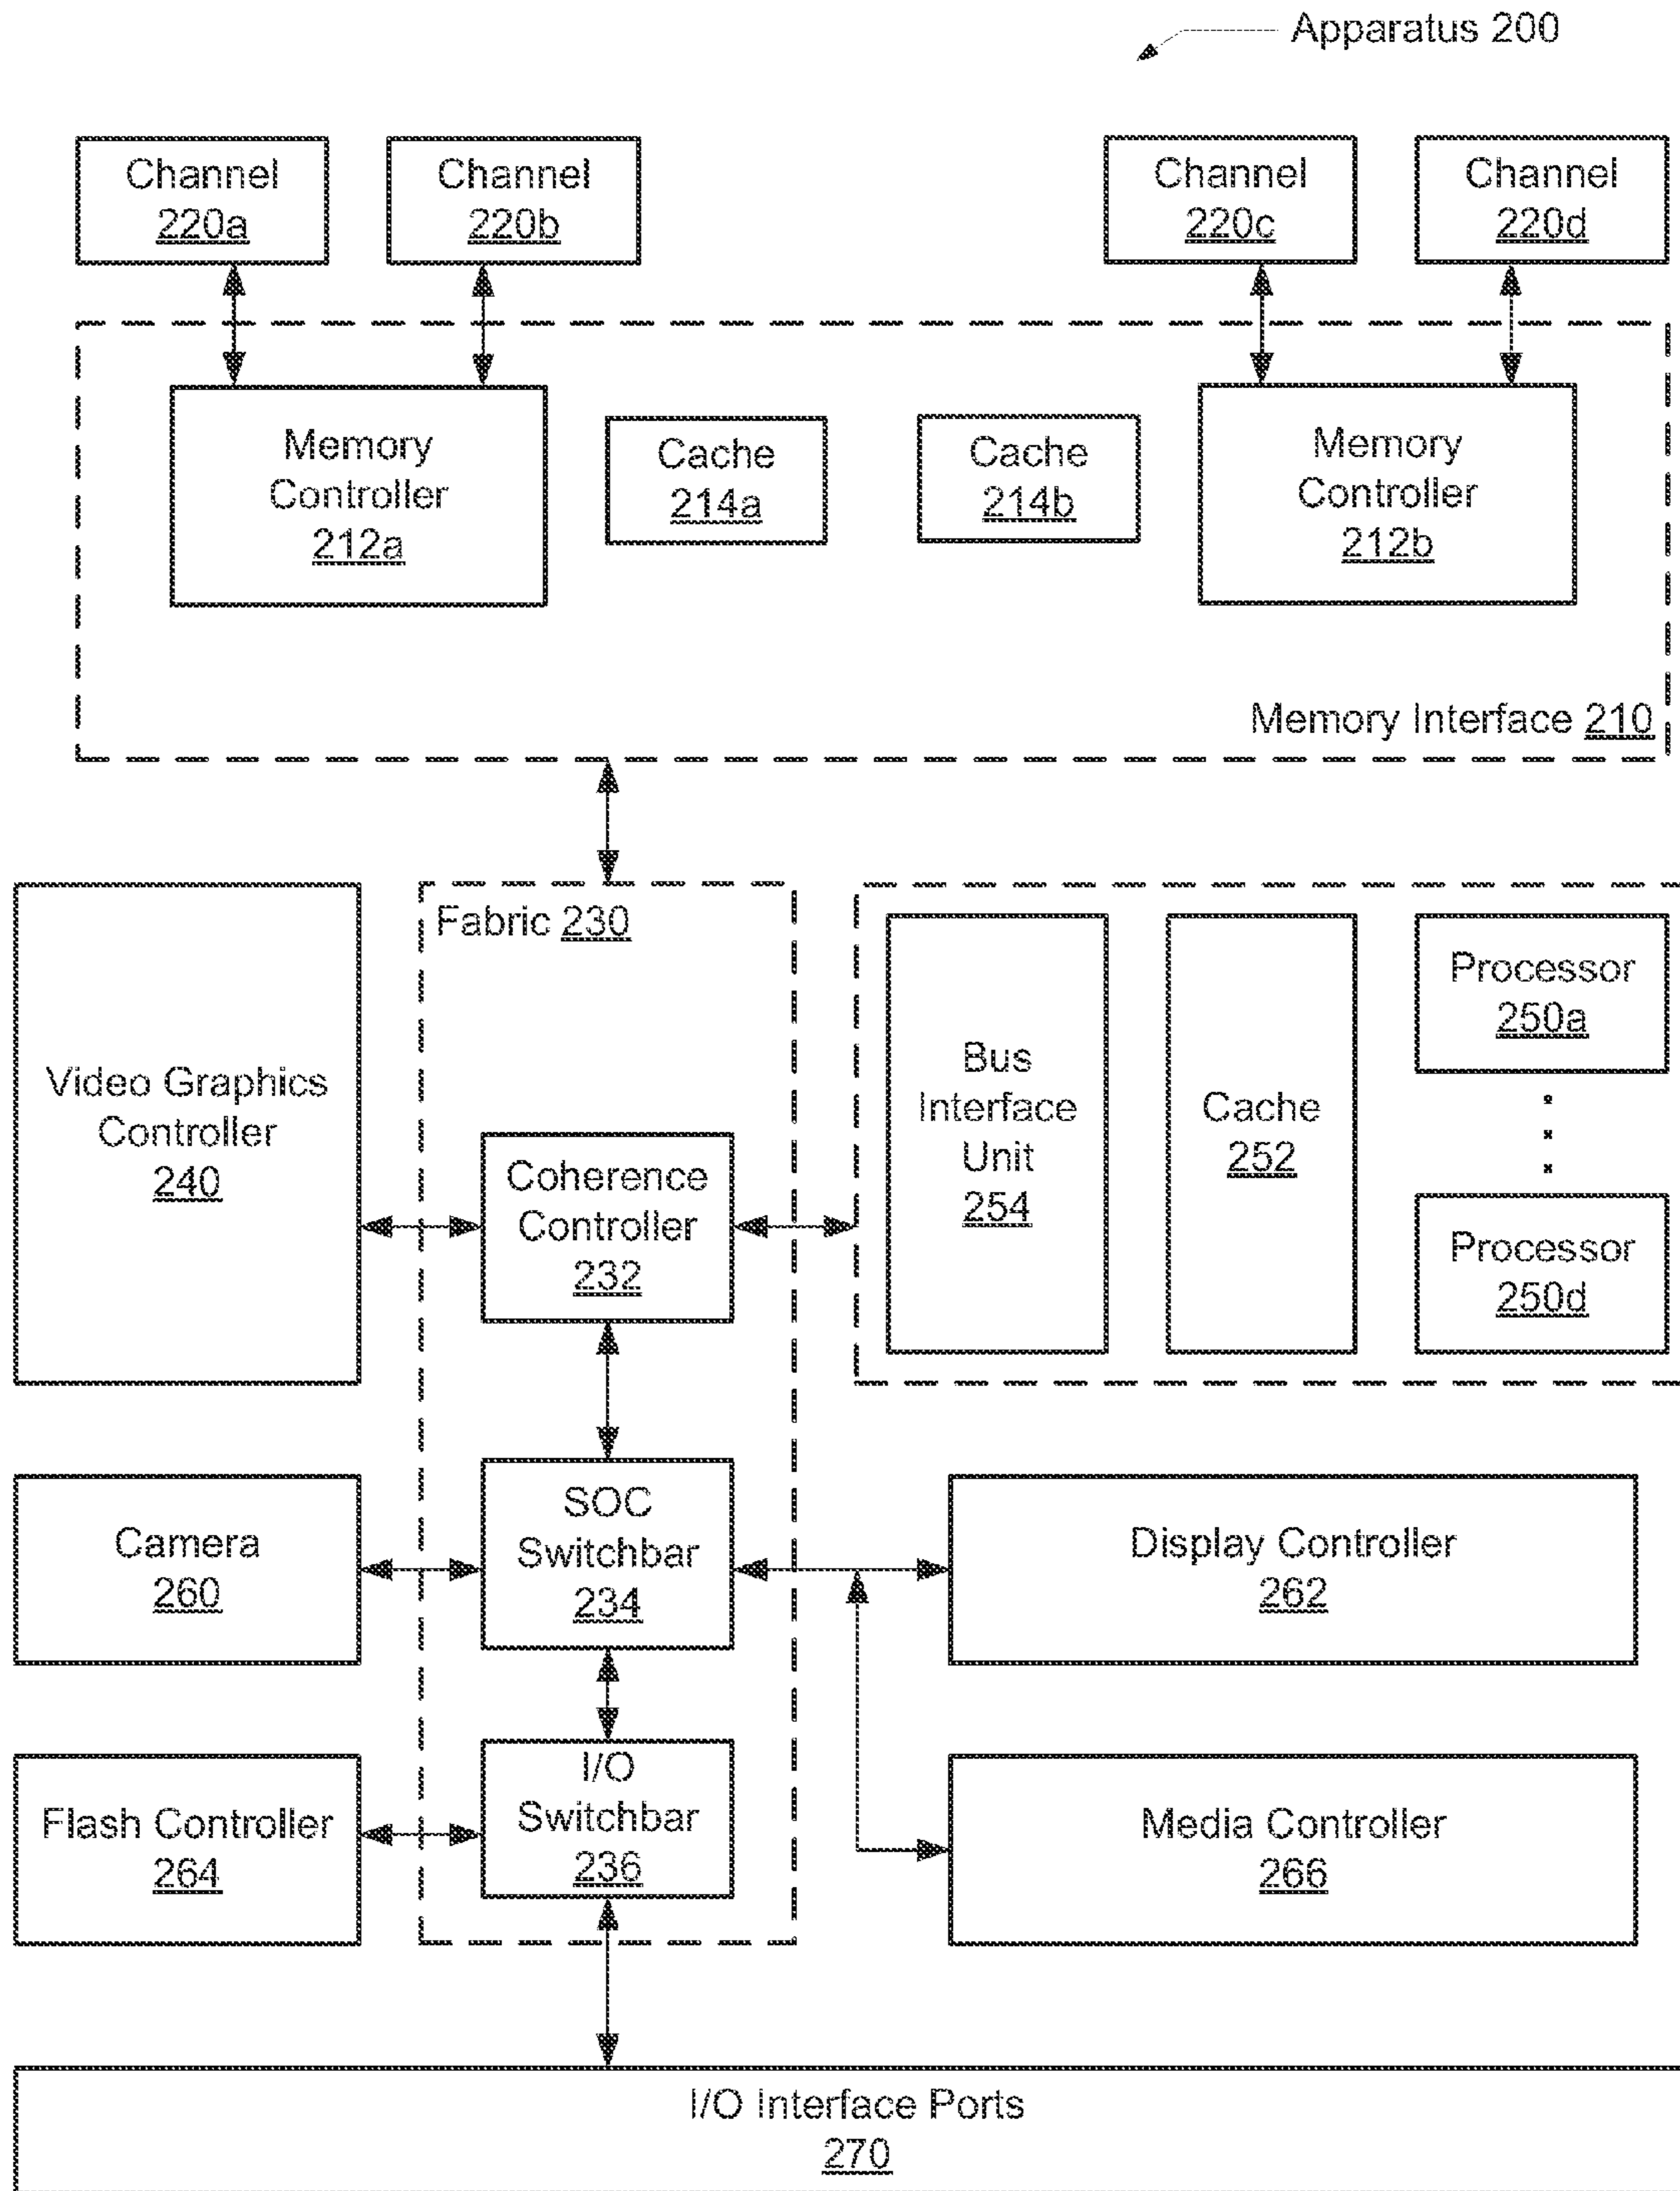 Apparatus 200
Channel
220a
Channel
220b
Channel
220c
Channel
220d
Memory
Controller
212a
Cache
214a
Cache
214b
Memory
Controller
212b
Memory Interface 210
Fabric 230
Video Graphics
Controller
240
Coherence
Controller
232
Bus
Interface
Unit
254
Cache
252
Processor
250a
Processor
250d
Camera
260
SOC
Switchbar
234
Display Controller
262
Flash Controller
264
I/O
Switchbar
236
Media Controller
266
I/O Interface Ports
270